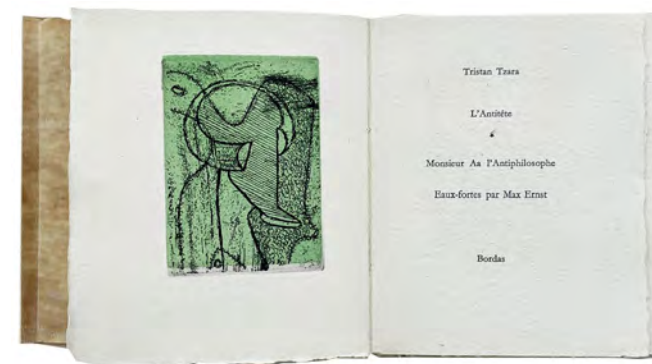 Tristan Tzara
L'Antitête
Monsieur Aa l'Antiphilosophe
Eaux-fortes par Max Ernst
Bordas